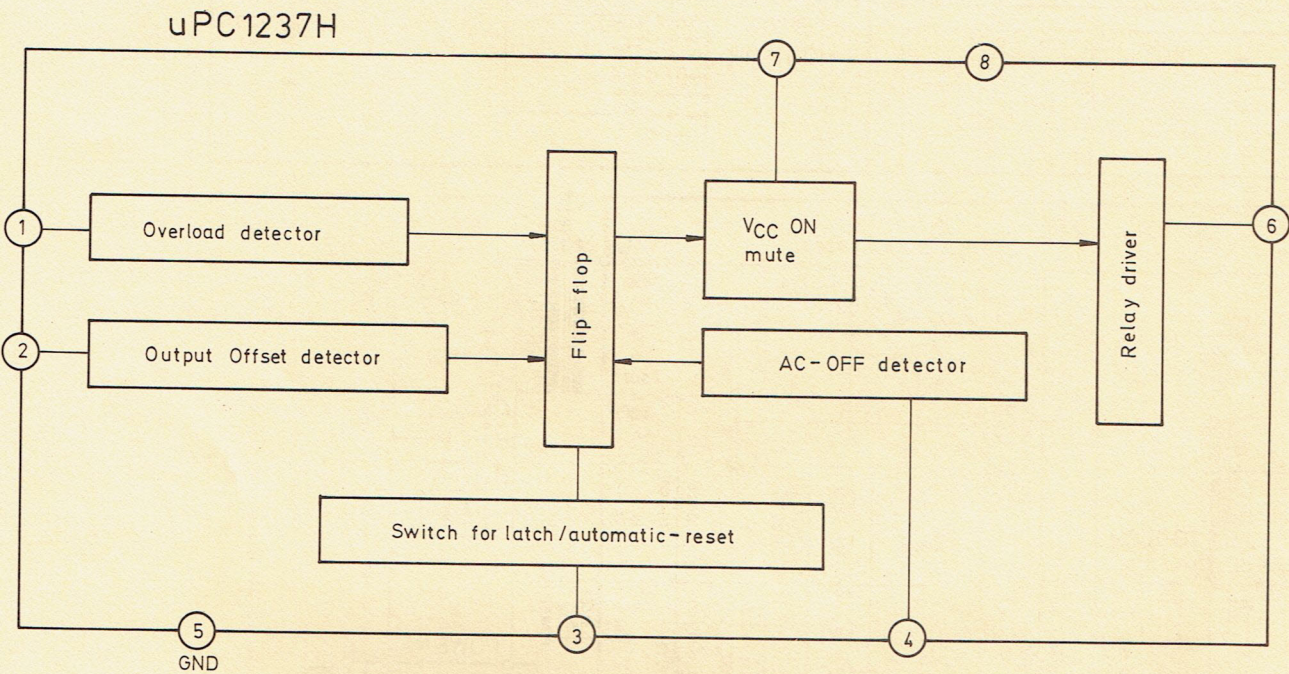 uPC1237H
7
8
1
Overload detector
Flip-flop
VCC ON
mute
Relay driver
6
2
Output Offset detector
AC-OFF detector
Switch for latch/automatic-reset
5
GND
3
4